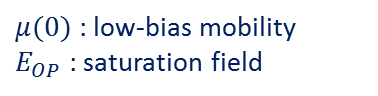 μ(0) : low-bias mobility
E_OP : saturation field